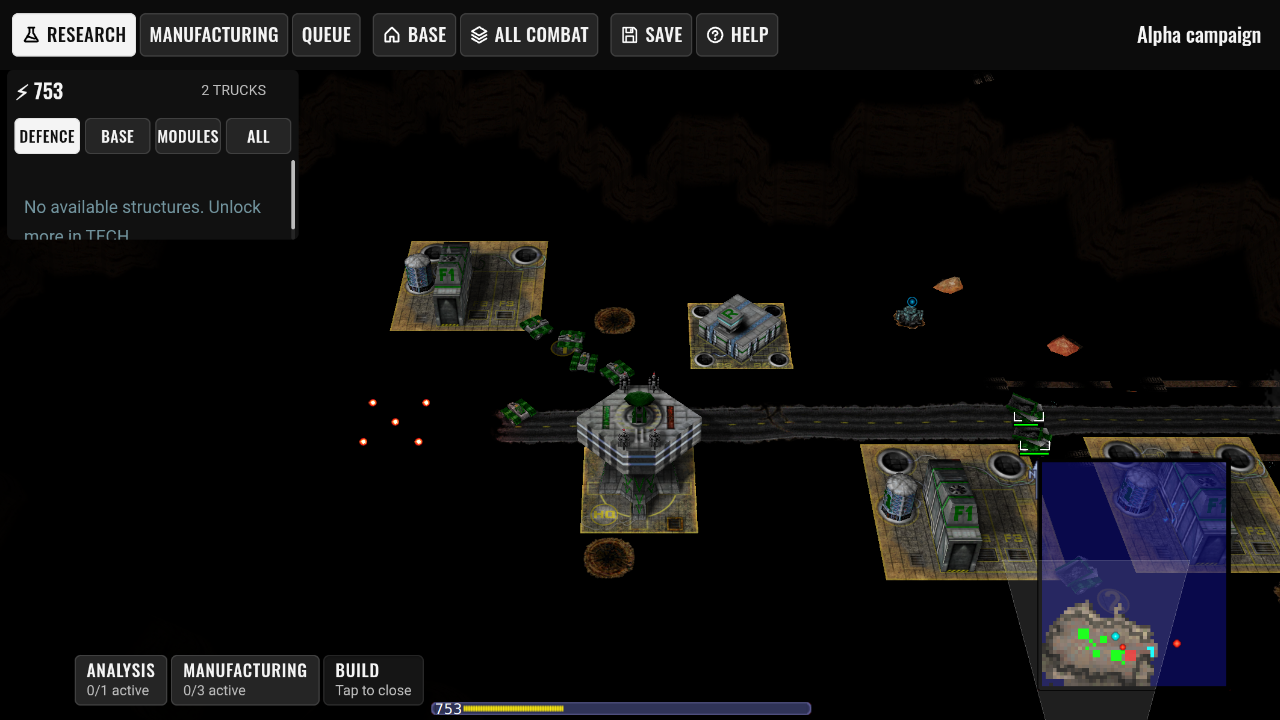 RESEARCH
MANUFACTURING
QUEUE
BASE
ALL COMBAT
SAVE
HELP
Alpha campaign
753
2 TRUCKS
DEFENCE
BASE
MODULES
ALL
No available structures. Unlock
more in TECH
F1
R
F1
F3
HQ
ANALYSIS
0/1 active
MANUFACTURING
0/3 active
BUILD
Tap to close
753